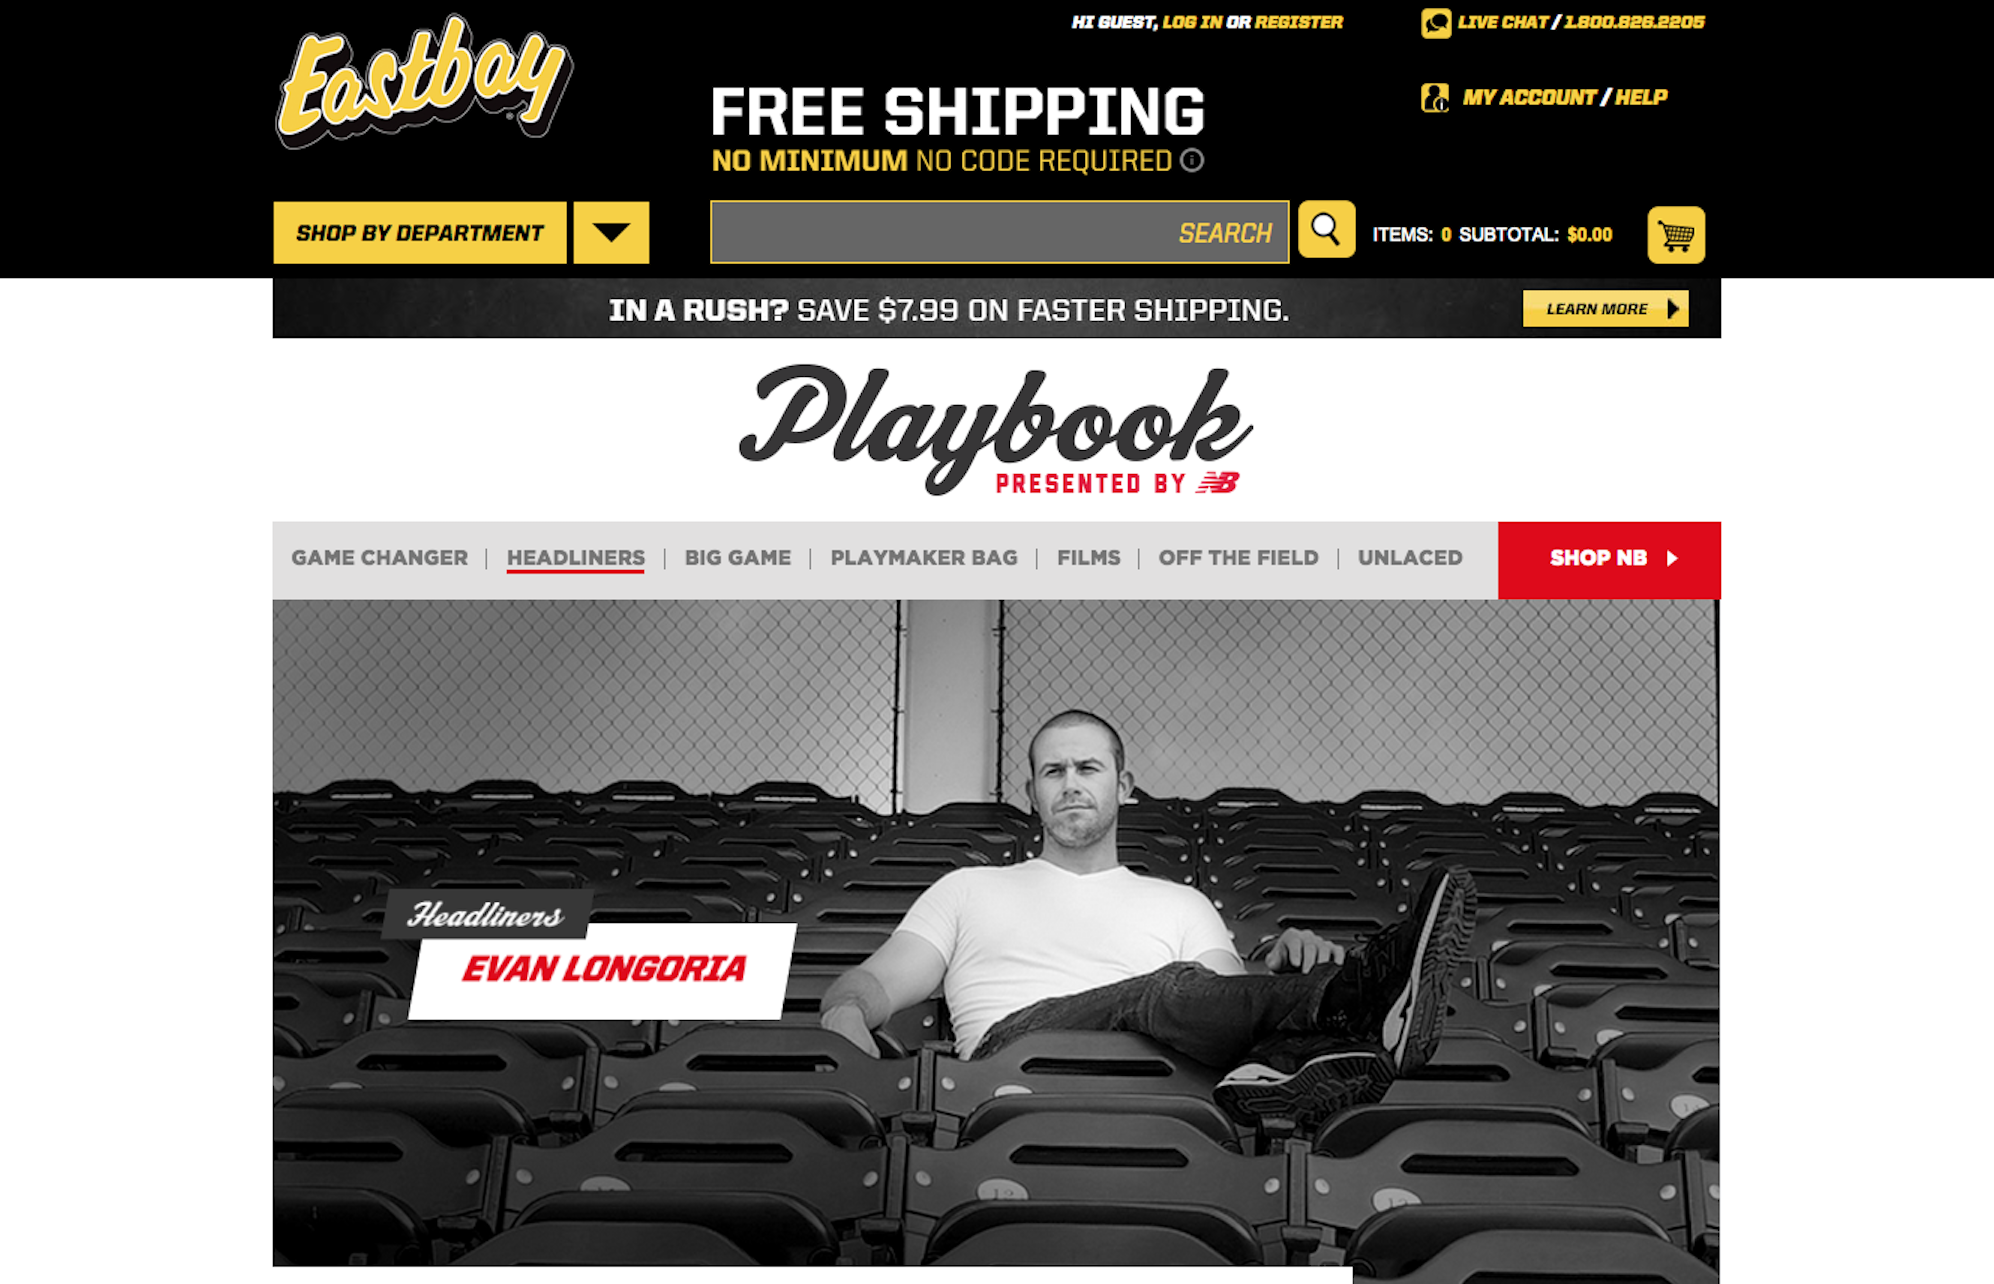 Eastbay
HI GUEST, LOG IN OR REGISTER
LIVE CHAT / 1.800.826.2205
MY ACCOUNT / HELP
FREE SHIPPING
NO MINIMUM NO CODE REQUIRED
SHOP BY DEPARTMENT
SEARCH
ITEMS: 0 SUBTOTAL: $0.00
IN A RUSH? SAVE $7.99 ON FASTER SHIPPING.
LEARN MORE
Playbook
PRESENTED BY NB
GAME CHANGER | HEADLINERS | BIG GAME | PLAYMAKER BAG | FILMS | OFF THE FIELD | UNLACED
SHOP NB
Headliners
EVAN LONGORIA